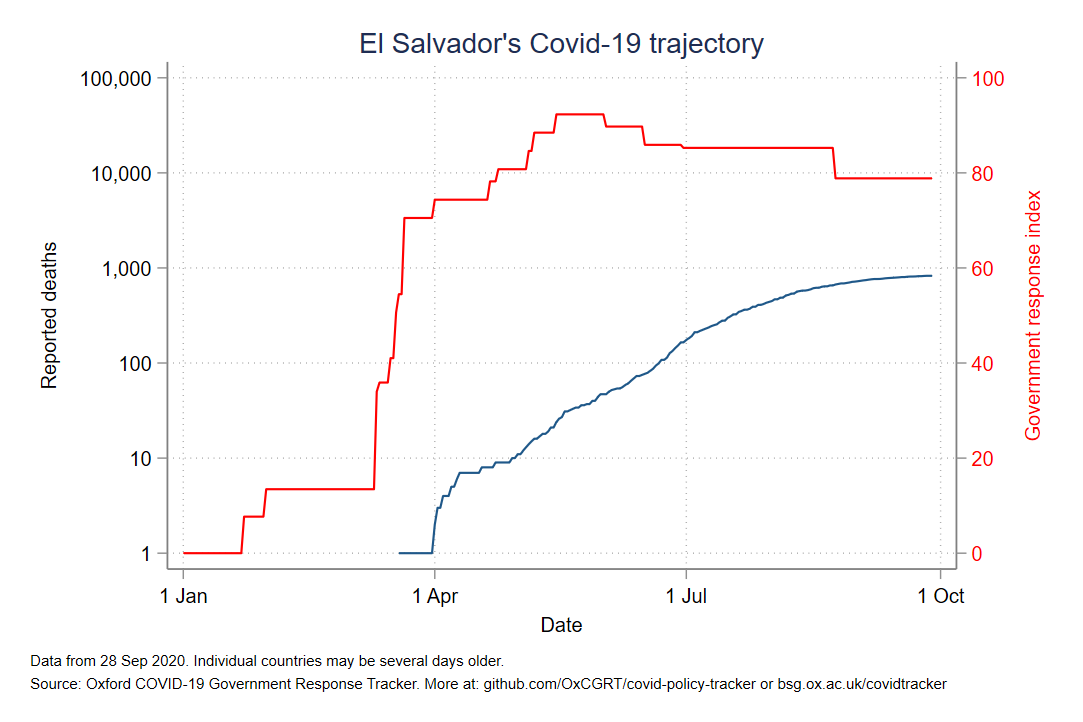 El Salvador's Covid-19 trajectory
100,000
10,000
1,000
100
10
1
Reported deaths
100
80
60
40
20
0
Government response index
1 Jan
1 Apr
1 Jul
1 Oct
Date
Data from 28 Sep 2020. Individual countries may be several days older.
Source: Oxford COVID-19 Government Response Tracker. More at: github.com/OxCGRT/covid-policy-tracker or bsg.ox.ac.uk/covidtracker